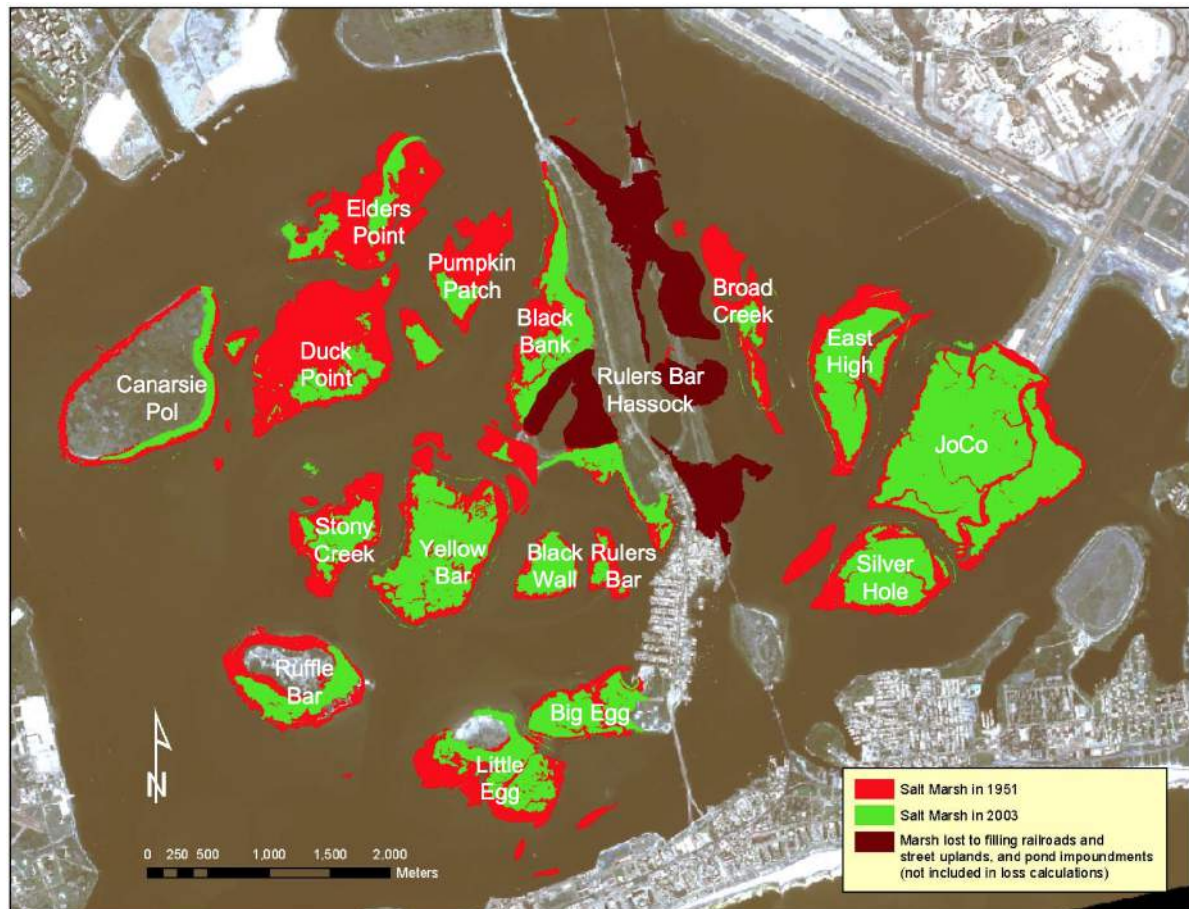 Elders
Point
Pumpkin
Patch
Broad
Creek
Black
Bank
East
High
Duck
Point
Canarsie
Pol
Rulers Bar
Hassock
JoCo
Stony
Creek
Yellow
Bar
Black
Wall
Rulers
Bar
Silver
Hole
Ruffle
Bar
Big Egg
Little
Egg
N
0 250 500 1,000 1,500 2,000
Meters
Salt Marsh in 1951
Salt Marsh in 2003
Marsh lost to filling railroads and
street uplands, and pond impoundments
(not included in loss calculations)